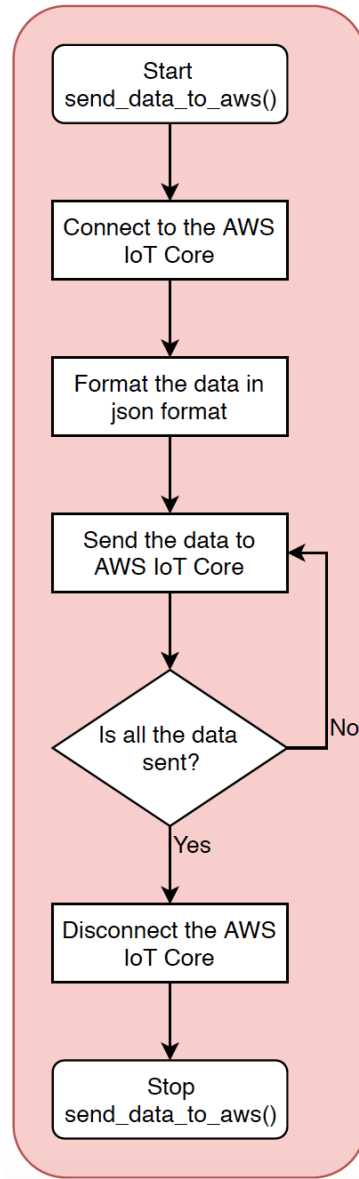 Start
send_data_to_aws()
Connect to the AWS
IoT Core
Format the data in
json format
Send the data to
AWS IoT Core
Is all the data
sent?
No
Yes
Disconnect the AWS
IoT Core
Stop
send_data_to_aws()